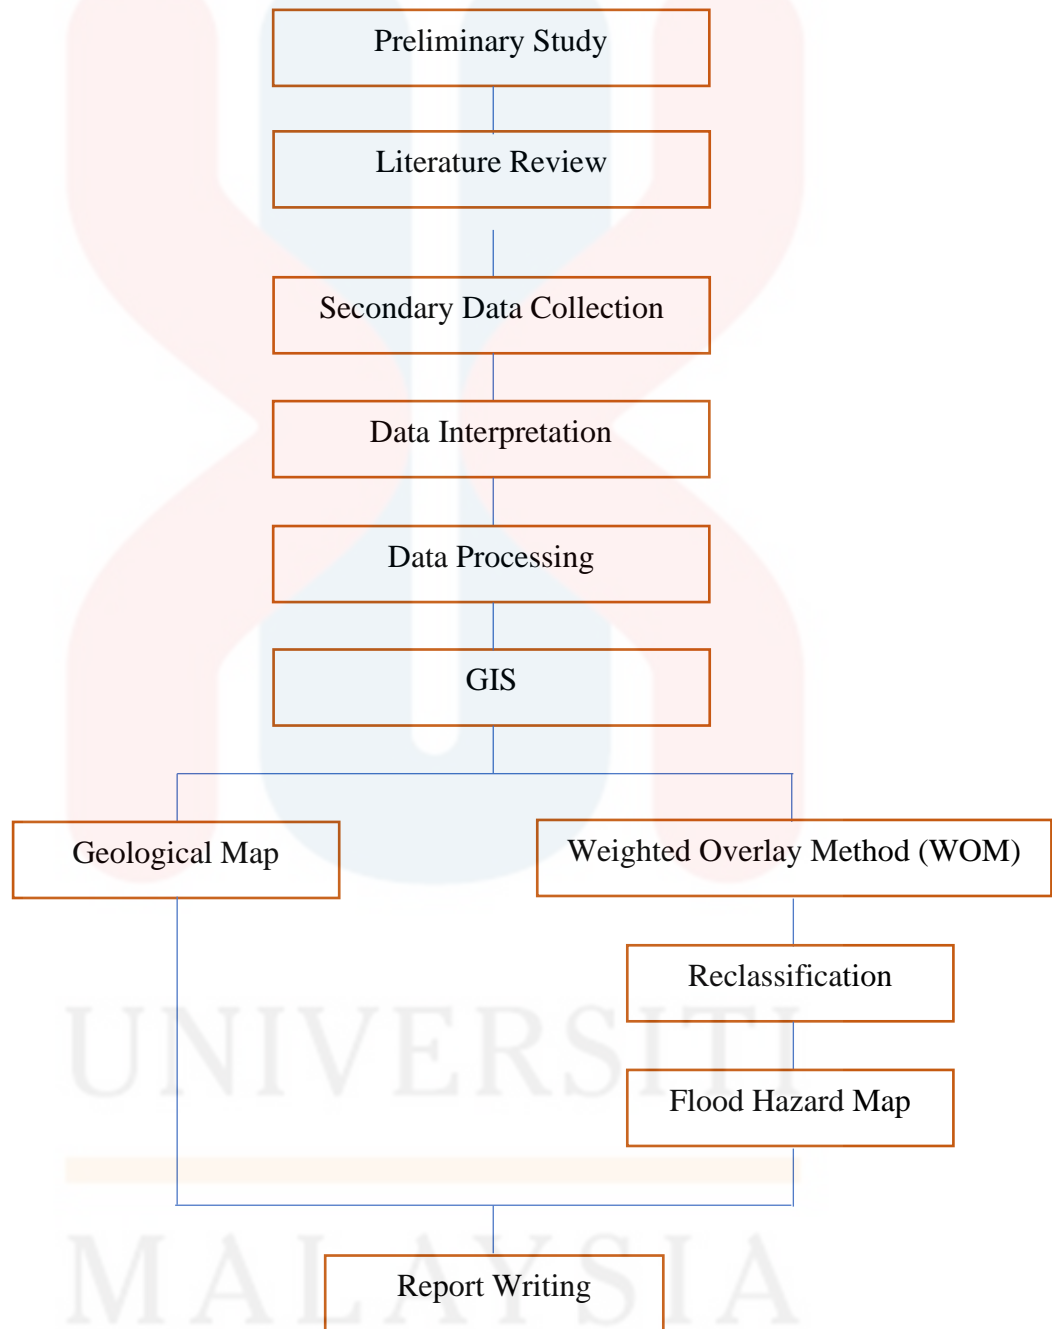 Preliminary Study
Literature Review
Secondary Data Collection
Data Interpretation
Data Processing
GIS
Geological Map
Weighted Overlay Method (WOM)
Reclassification
Flood Hazard Map
UNIVERSITI
MALAYSIA
Report Writing